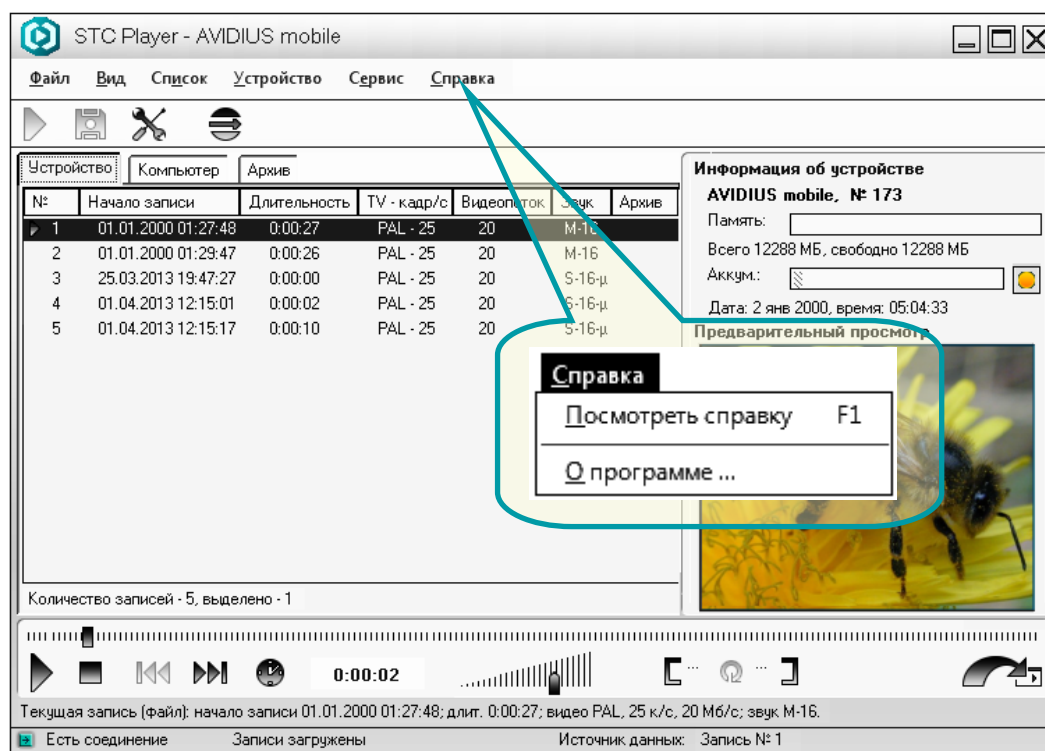 STC Player - AVIDIUS mobile
Файл Вид Список Устройство Сервис Справка
Устройство Компьютер Архив
№ Начало записи Длительность TV - кадр/с Видеопоток Звук Архив
1 01.01.2000 01:27:48 0:00:27 PAL - 25 20 M-16
2 01.01.2000 01:29:47 0:00:26 PAL - 25 20 M-16
3 25.03.2013 19:47:27 0:00:00 PAL - 25 20 S-16-μ
4 01.04.2013 12:15:01 0:00:02 PAL - 25 20 S-16-μ
5 01.04.2013 12:15:17 0:00:10 PAL - 25 20 S-16-μ
Количество записей - 5, выделено - 1
Информация об устройстве
AVIDIUS mobile, № 173
Память:
Всего 12288 МБ, свободно 12288 МБ
Аккум.:
Дата: 2 янв 2000, время: 05:04:33
Предварительный просмотр
Справка
Посмотреть справку F1
О программе ...
0:00:02
Текущая запись (файл): начало записи 01.01.2000 01:27:48; длит. 0:00:27; видео PAL, 25 к/с, 20 Мб/с; звук M-16.
Есть соединение Записи загружены Источник данных: Запись № 1